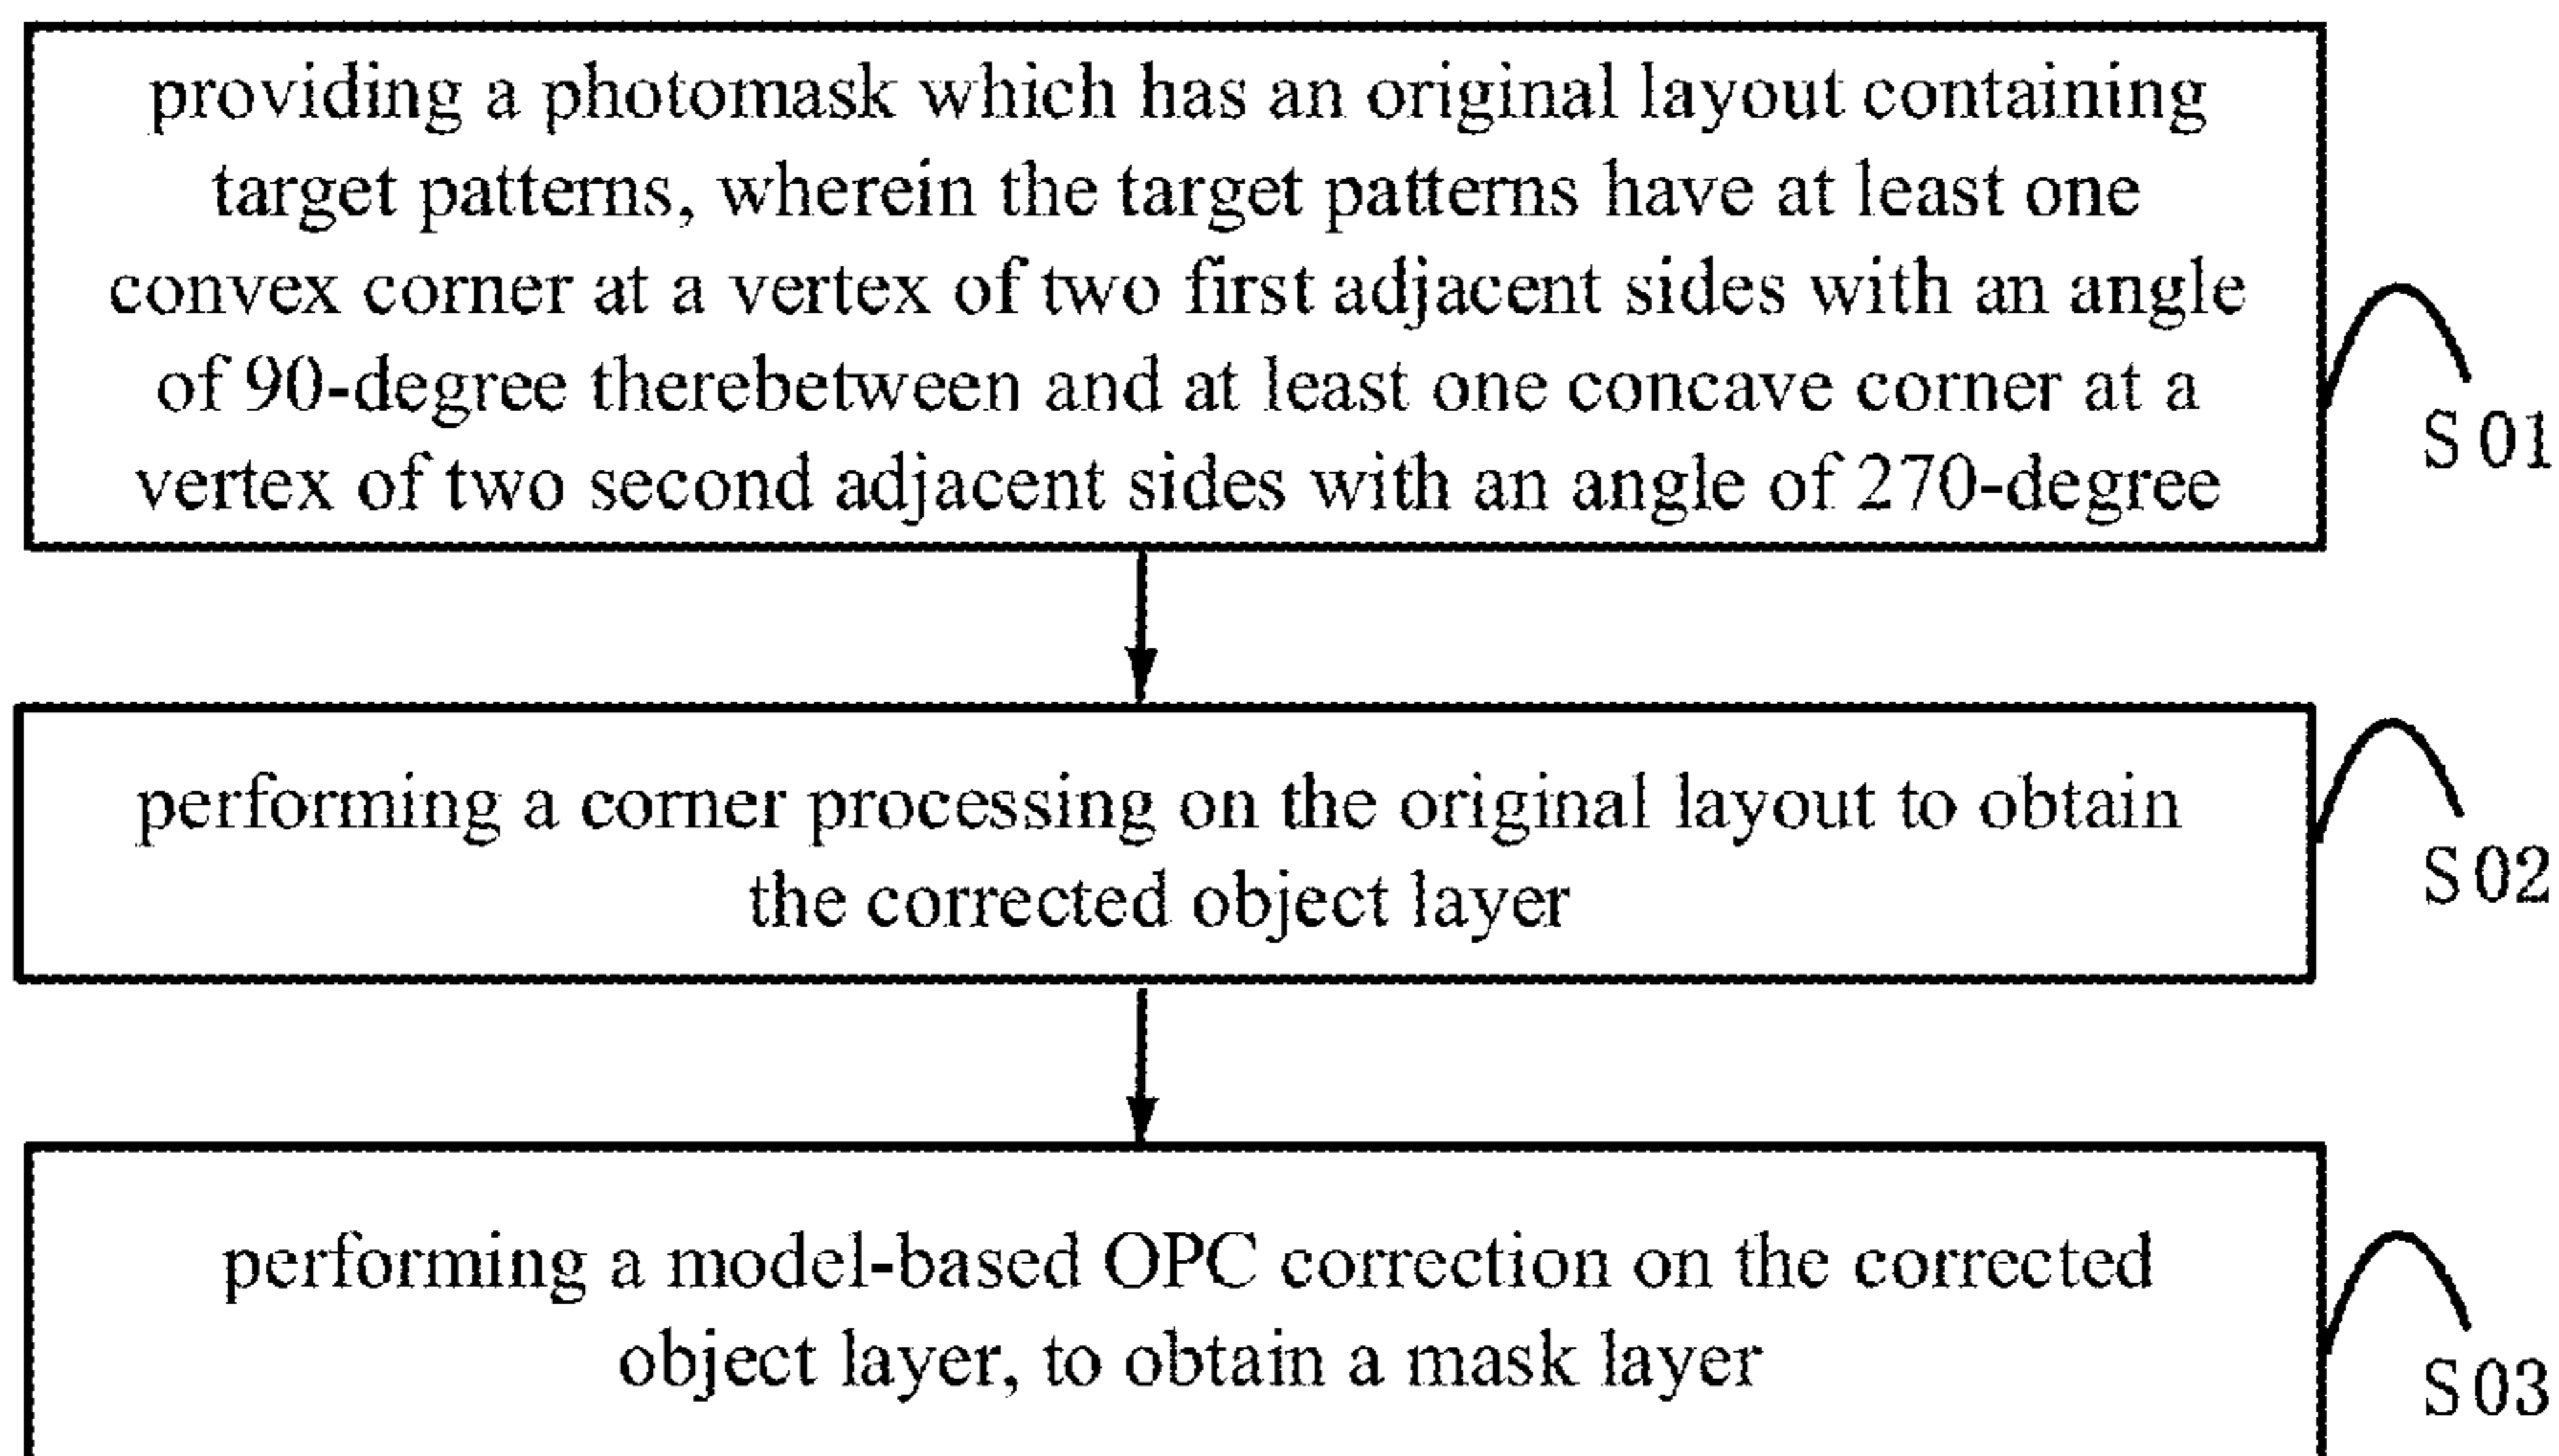 providing a photomask which has an original layout containing
target patterns, wherein the target patterns have at least one
convex corner at a vertex of two first adjacent sides with an angle
of 90-degree therebetween and at least one concave corner at a
vertex of two second adjacent sides with an angle of 270-degree
S01
performing a corner processing on the original layout to obtain
the corrected object layer
S02
performing a model-based OPC correction on the corrected
object layer, to obtain a mask layer
S03